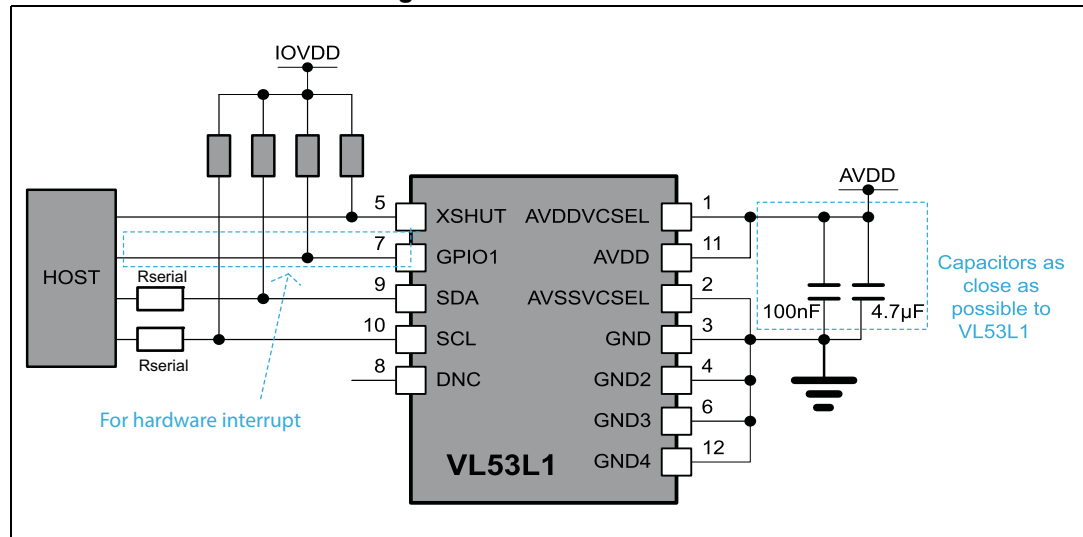 g
IOVDD
AVDD
HOST
Rserial
Rserial
5
7
9
10
8
XSHUT
GPIO1
SDA
SCL
DNC
AVDDVCSEL
AVDD
AVSSVCSEL
GND
GND2
GND3
GND4
1
11
2
3
4
6
12
VL53L1
100nF
4.7µF
Capacitors as
close as
possible to
VL53L1
For hardware interrupt